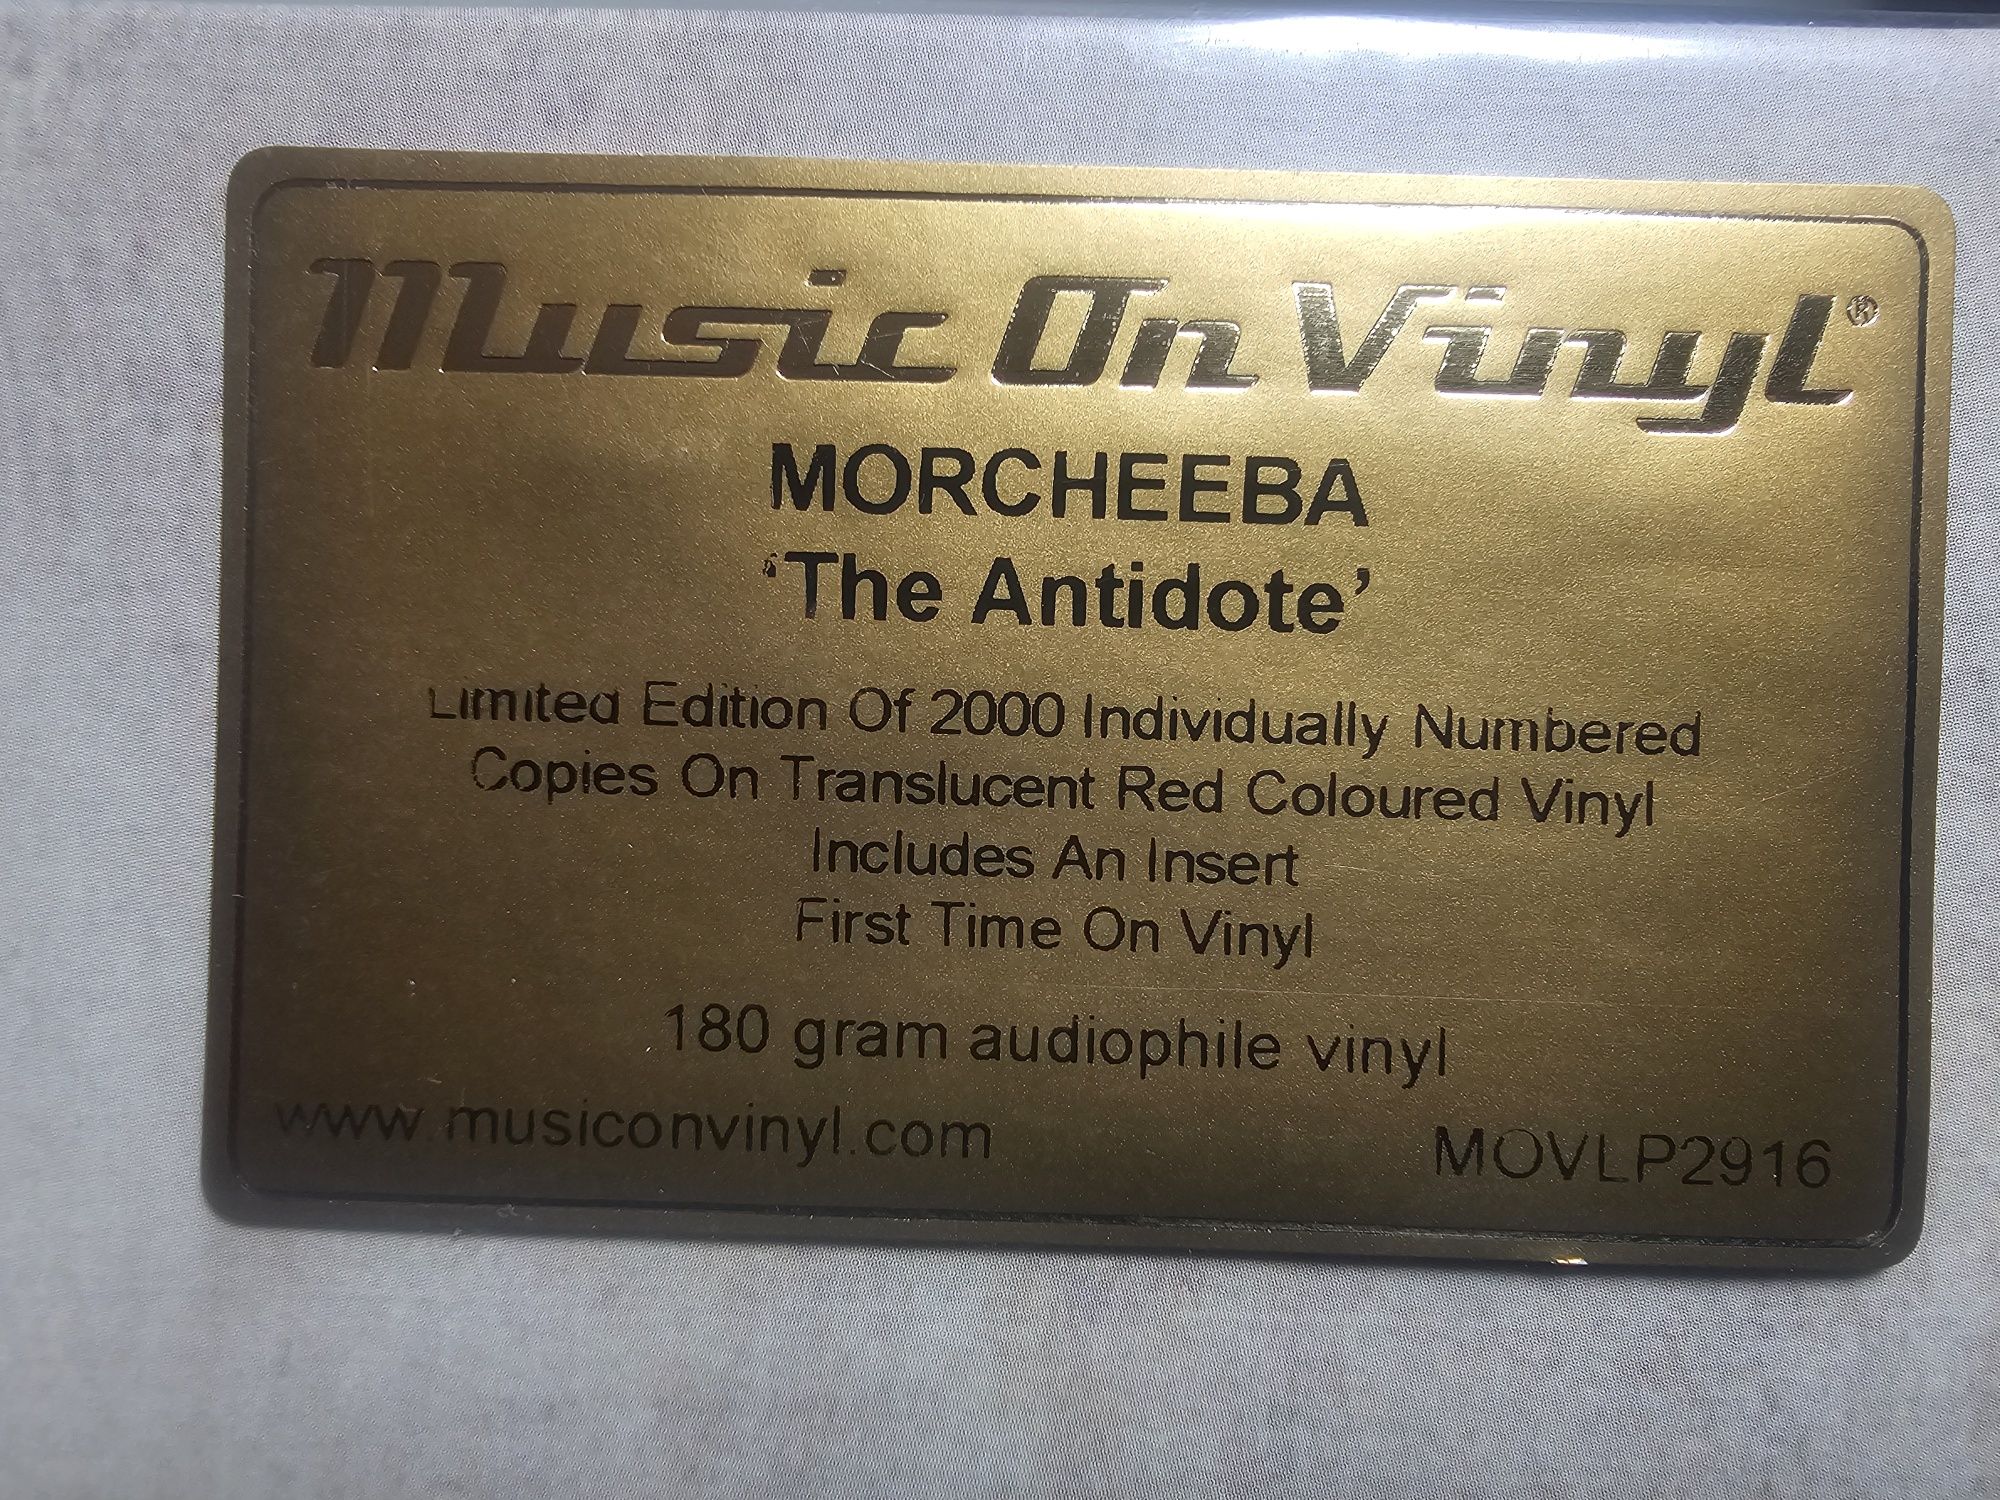 Music On Vinyl®
MORCHEEBA
‘The Antidote’
Limited Edition Of 2000 Individually Numbered
Copies On Translucent Red Coloured Vinyl
Includes An Insert
First Time On Vinyl
180 gram audiophile vinyl
www.musiconvinyl.com
MOVLP2916